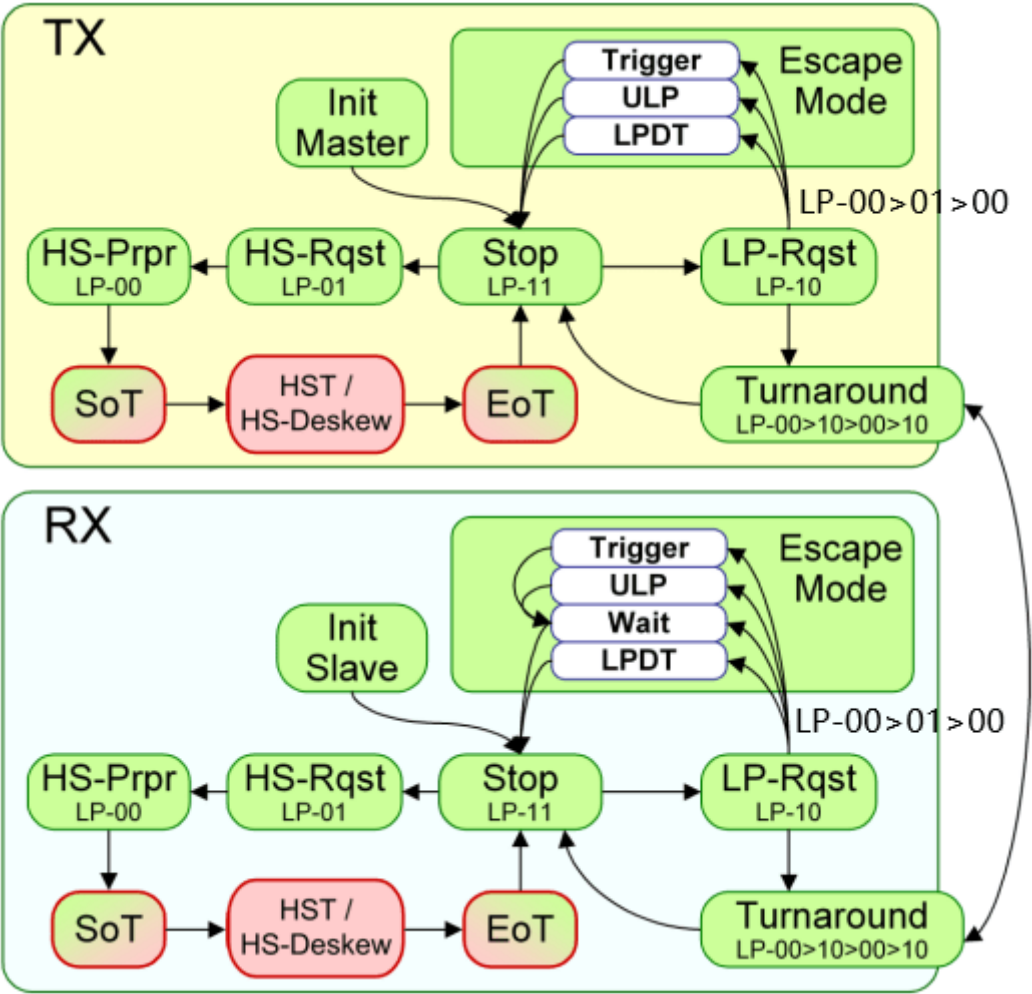 TX
Trigger
ULP
LPDT
Escape
Mode
Init
Master
LP-00>01>00
HS-Prpr
LP-00
HS-Rqst
LP-01
Stop
LP-11
LP-Rqst
LP-10
SoT
HST /
HS-Deskew
EoT
Turnaround
LP-00>10>00>10
RX
Trigger
ULP
Wait
LPDT
Escape
Mode
Init
Slave
LP-00>01>00
HS-Prpr
LP-00
HS-Rqst
LP-01
Stop
LP-11
LP-Rqst
LP-10
SoT
HST /
HS-Deskew
EoT
Turnaround
LP-00>10>00>10